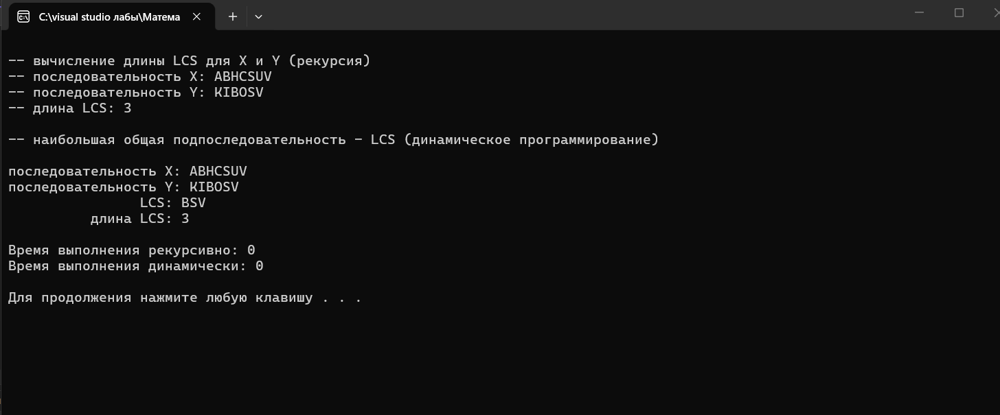 C:\visual studio лабы\Матема
-- вычисление длины LCS для X и Y (рекурсия)
-- последовательность X: ABHCSUV
-- последовательность Y: KIBOSV
-- длина LCS: 3
-- наибольшая общая подпоследовательность - LCS (динамическое программирование)
последовательность X: ABHCSUV
последовательность Y: KIBOSV
LCS: BSV
длина LCS: 3
Время выполнения рекурсивно: 0
Время выполнения динамически: 0
Для продолжения нажмите любую клавишу . . .